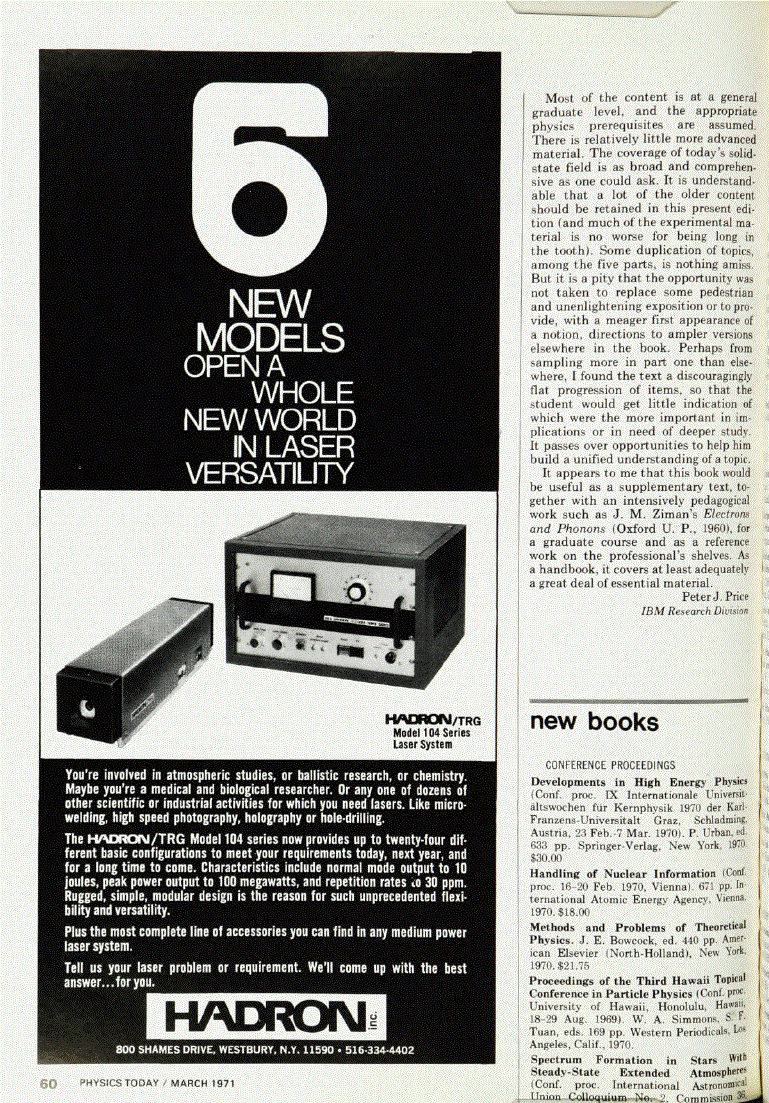 6
NEW
MODELS
OPEN A
WHOLE
NEW WORLD
IN LASER
VERSATILITY
HADRON/TRG
Model 104 Series
Laser System
You're involved in atmospheric studies, or ballistic research, or chemistry.
Maybe you're a medical and biological researcher. Or any one of dozens of
other scientific or industrial activities for which you need lasers. Like micro-
welding, high speed photography, holography or hole-drilling.
The HADRON/TRG Model 104 series now provides up to twenty-four dif-
ferent basic configurations to meet your requirements today, next year, and
for a long time to come. Characteristics include normal mode output to 10
joules, peak power output to 100 megawatts, and repetition rates to 30 ppm.
Rugged, simple, modular design is the reason for such unprecedented flexi-
bility and versatility.
Plus the most complete line of accessories you can find in any medium power
laser system.
Tell us your laser problem or requirement. We'll come up with the best
answer...for you.
HADRON inc.
800 SHAMES DRIVE, WESTBURY, N.Y. 11590 • 516-334-4402
60 PHYSICS TODAY / MARCH 1971
Most of the content is at a general
graduate level, and the appropriate
physics prerequisites are assumed.
There is relatively little more advanced
material. The coverage of today's solid-
state field is as broad and comprehen-
sive as one could ask. It is understand-
able that a lot of the older content
should be retained in this present edi-
tion (and much of the experimental ma-
terial is no worse for being long in
the tooth). Some duplication of topics,
among the five parts, is nothing amiss.
But it is a pity that the opportunity was
not taken to replace some pedestrian
and unenlightening exposition or to pro-
vide, with a meager first appearance of
a notion, directions to ampler versions
elsewhere in the book. Perhaps from
sampling more in part one than else-
where, I found the text a discouragingly
flat progression of items, so that the
student would get little indication of
which were the more important in im-
plications or in need of deeper study.
It passes over opportunities to help him
build a unified understanding of a topic.
It appears to me that this book would
be useful as a supplementary text, to-
gether with an intensively pedagogical
work such as J. M. Ziman's Electrons
and Phonons (Oxford U. P., 1960), for
a graduate course and as a reference
work on the professional's shelves. As
a handbook, it covers at least adequately
a great deal of essential material.
Peter J. Price
IBM Research Division
new books
CONFERENCE PROCEEDINGS
Developments in High Energy Physics
(Conf. proc. IX Internationale Universit-
ältswochen für Kernphysik 1970 der Karl-
Franzens-Universitalt Graz, Schladming,
Austria, 23 Feb.-7 Mar. 1970). P. Urban, ed.
633 pp. Springer-Verlag, New York, 1970.
$30.00
Handling of Nuclear Information (Conf.
proc. 16-20 Feb. 1970, Vienna). 671 pp. In-
ternational Atomic Energy Agency, Vienna,
1970. $18.00
Methods and Problems of Theoretical
Physics. J. E. Bowcock, ed. 440 pp. Amer-
ican Elsevier (North-Holland), New York,
1970. $21.75
Proceedings of the Third Hawaii Topical
Conference in Particle Physics (Conf. proc.
University of Hawaii, Honolulu, Hawaii,
18-29 Aug. 1969). W. A. Simmons, S. F.
Tuan, eds. 169 pp. Western Periodicals, Los
Angeles, Calif., 1970.
Spectrum Formation in Stars With
Steady-State Extended Atmospheres
(Conf. proc. International Astronomical
Union Colloquium No. 2, Commission 36,